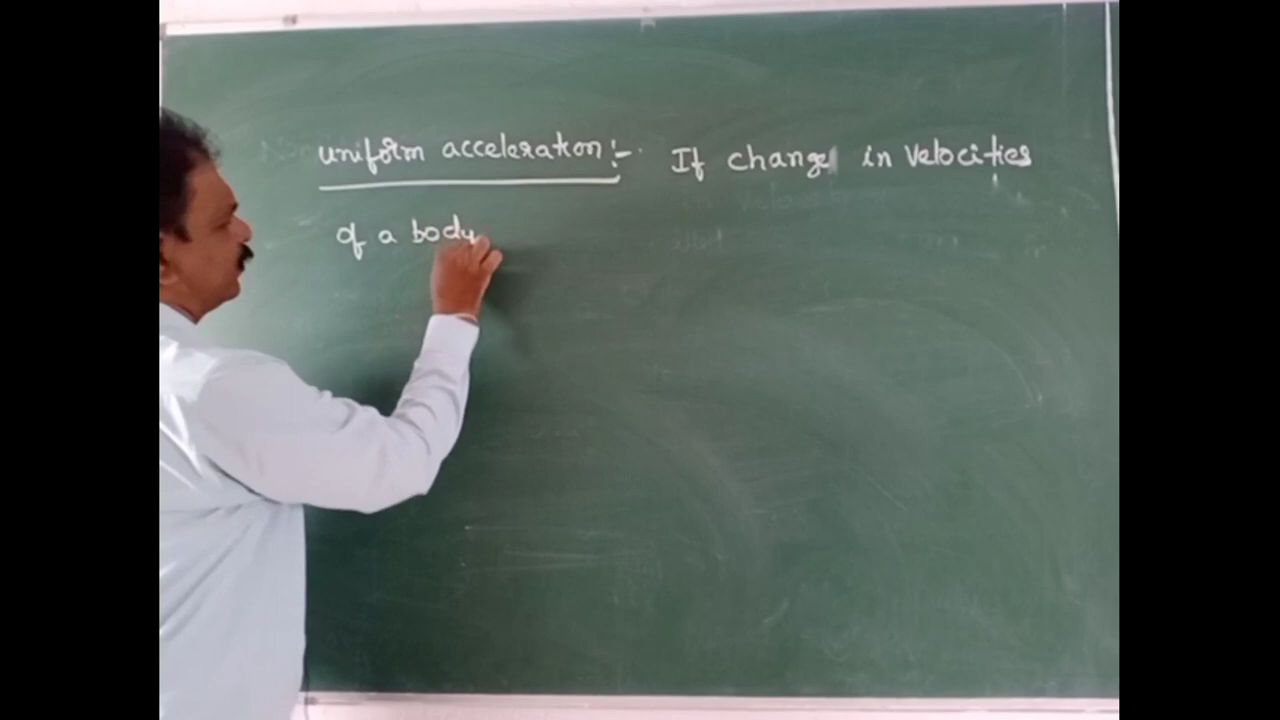 uniform acceleration:- If change in Velocities
of a body